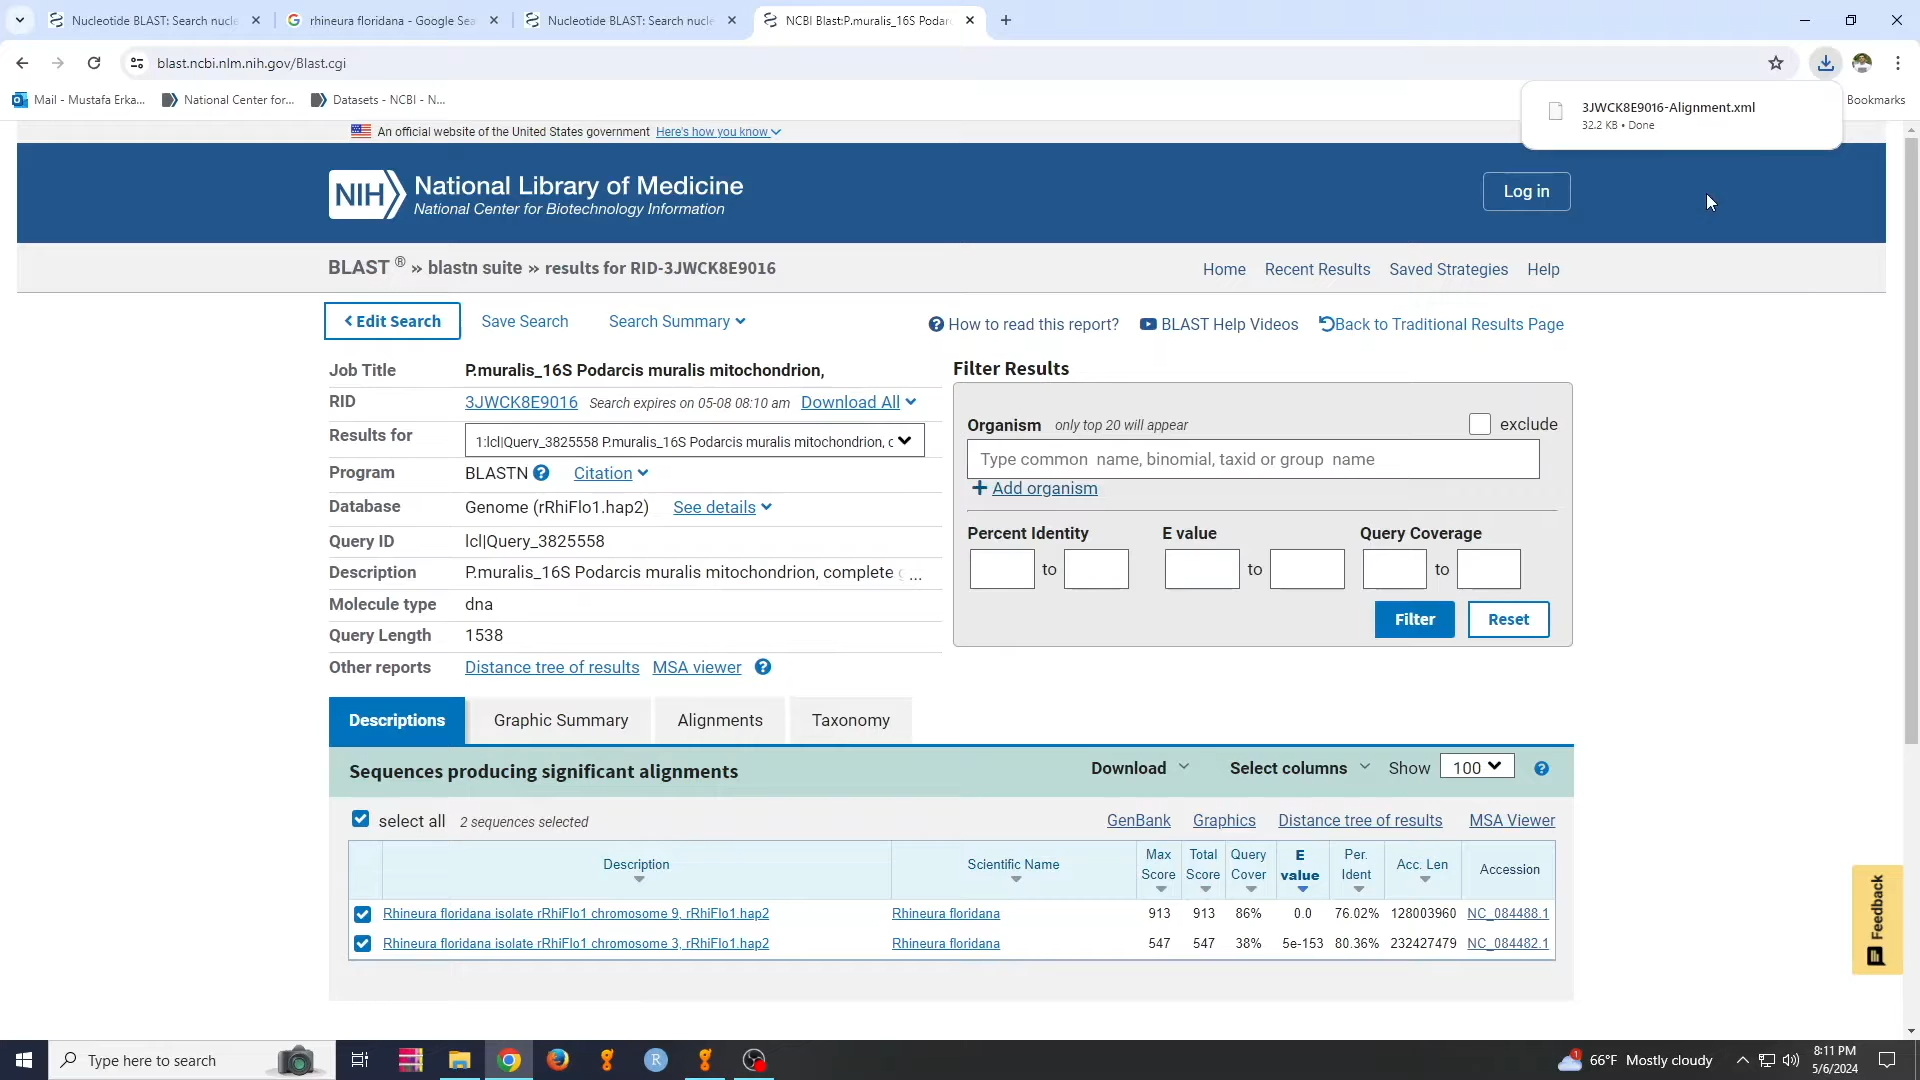 Nucleotide BLAST: Search nucle
rhineura floridana - Google Sea
Nucleotide BLAST: Search nucle
NCBI Blast:P.muralis_16S Podarc
blast.ncbi.nlm.nih.gov/Blast.cgi
Mail - Mustafa Erka...
National Center for...
Datasets - NCBI - N...
Bookmarks
3JWCK8E9016-Alignment.xml
32.2 KB • Done
An official website of the United States government Here's how you know
NIH
National Library of Medicine
National Center for Biotechnology Information
Log in
BLAST ® » blastn suite » results for RID-3JWCK8E9016
Home Recent Results Saved Strategies Help
Edit Search
Save Search
Search Summary
How to read this report?
BLAST Help Videos
Back to Traditional Results Page
Job Title P.muralis_16S Podarcis muralis mitochondrion,
RID 3JWCK8E9016 Search expires on 05-08 08:10 am Download All
Results for 1:lcl|Query_3825558 P.muralis_16S Podarcis muralis mitochondrion, c
Program BLASTN ? Citation
Database Genome (rRhiFlo1.hap2) See details
Query ID lcl|Query_3825558
Description P.muralis_16S Podarcis muralis mitochondrion, complete g ...
Molecule type dna
Query Length 1538
Other reports Distance tree of results MSA viewer ?
Filter Results
Organism only top 20 will appear
exclude
Type common name, binomial, taxid or group name
+ Add organism
Percent Identity E value Query Coverage
to to to
Filter Reset
Descriptions Graphic Summary Alignments Taxonomy
Sequences producing significant alignments
Download Select columns Show 100 ?
select all 2 sequences selected
GenBank Graphics Distance tree of results MSA Viewer
Description Scientific Name Max Score Total Score Query Cover E value Per. Ident Acc. Len Accession
Rhineura floridana isolate rRhiFlo1 chromosome 9, rRhiFlo1.hap2 Rhineura floridana 913 913 86% 0.0 76.02% 128003960 NC_084488.1
Rhineura floridana isolate rRhiFlo1 chromosome 3, rRhiFlo1.hap2 Rhineura floridana 547 547 38% 5e-153 80.36% 232427479 NC_084482.1
Feedback
Type here to search
R
1
66°F Mostly cloudy
8:11 PM
5/6/2024